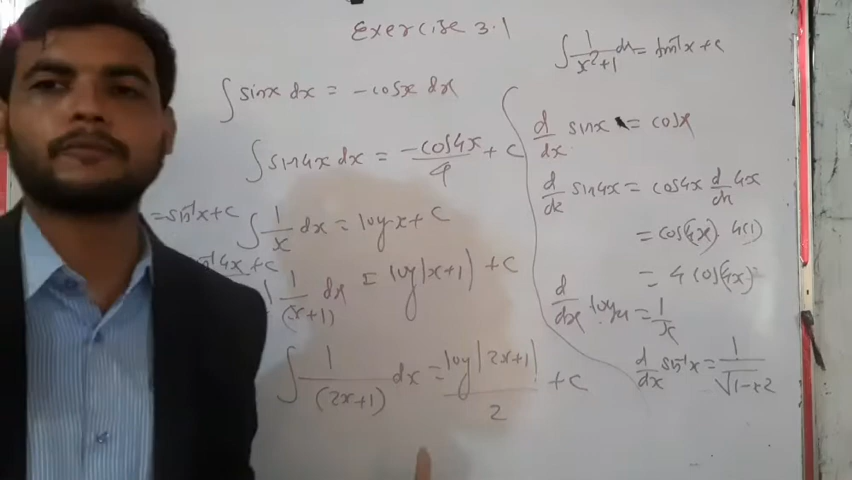 Exercise 3.1
∫ 1/(x²+1) dx = tan⁻¹x + c
∫ sinx dx = -cosx dx
∫ sin4x dx = -cos4x/4 + C
= sin⁻¹x + C
4x + C
∫ 1/x dx = logx + C
1/(x+1) dx = log|x+1| + C
∫ 1/(2x+1) dx = log|2x+1|/2 + C
d/dx sinx = cosx
d/dx sin4x = cos4x d/dx 4x
= cos(4x) 4(1)
= 4 cos(4x)
d/dx logx = 1/x
d/dx sin⁻¹x = 1/√1-x2